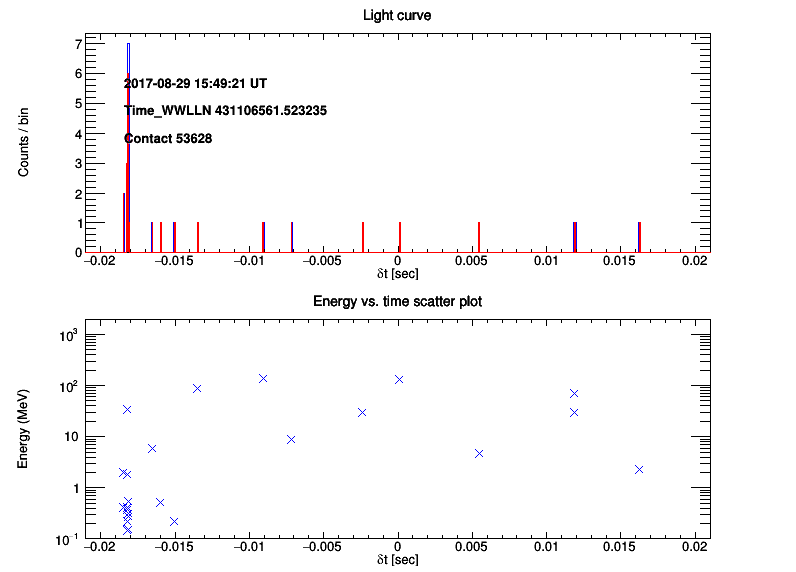 Light curve
Counts / bin
7
6
5
4
3
2
1
0
2017-08-29 15:49:21 UT
Time_WWLLN 431106561.523235
Contact 53628
−0.02 −0.015 −0.01 −0.005 0 0.005 0.01 0.015 0.02
δt [sec]
Energy vs. time scatter plot
Energy (MeV)
10³
10²
10
1
10⁻¹
−0.02 −0.015 −0.01 −0.005 0 0.005 0.01 0.015 0.02
δt [sec]